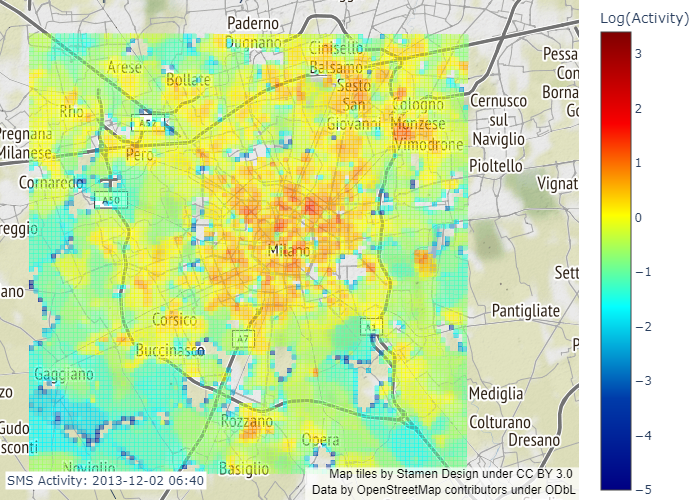 Log(Activity)
Paderno
Dugnano
Cinisello
Balsamo
Arese
Bollate
Sesto
San
Giovanni
Cologno
Monzese
Vimodrone
Pessa
Con
Borna
Go
Rho
A52
Cernusco
sul
Naviglio
Pregnana
Milanese
Pero
Pioltello
Cornaredo
A50
Vignat
reggio
Milano
Sett
ano
Pantigliate
Corsico
A7
A1
Buccinasco
P
Gaggiano
zo
Mediglia
Rozzano
Colturano
Dresano
Gudo
sconti
Opera
Noviglio
Basiglio
SMS Activity: 2013-12-02 06:40
Map tiles by Stamen Design under CC BY 3.0
Data by OpenStreetMap contributors under ODbL
3
2
1
0
−1
−2
−3
−4
−5